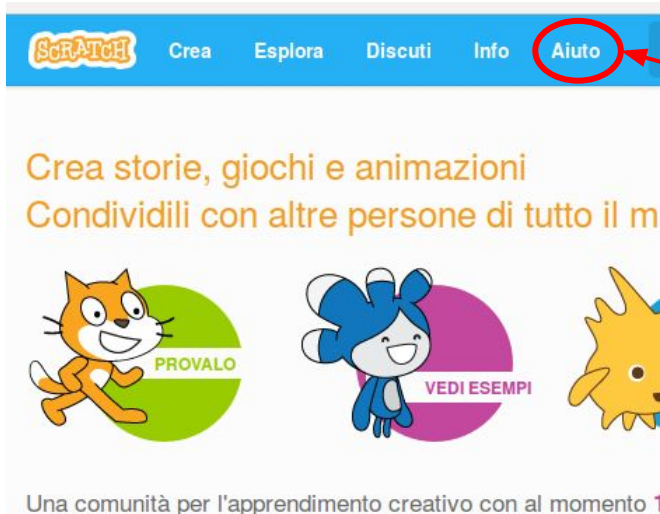 SCRATCH Crea Esplora Discuti Info Aiuto
Crea storie, giochi e animazioni
Condividili con altre persone di tutto il
PROVALO
VEDI ESEMPI
Una comunità per l'apprendimento creativo con al momento